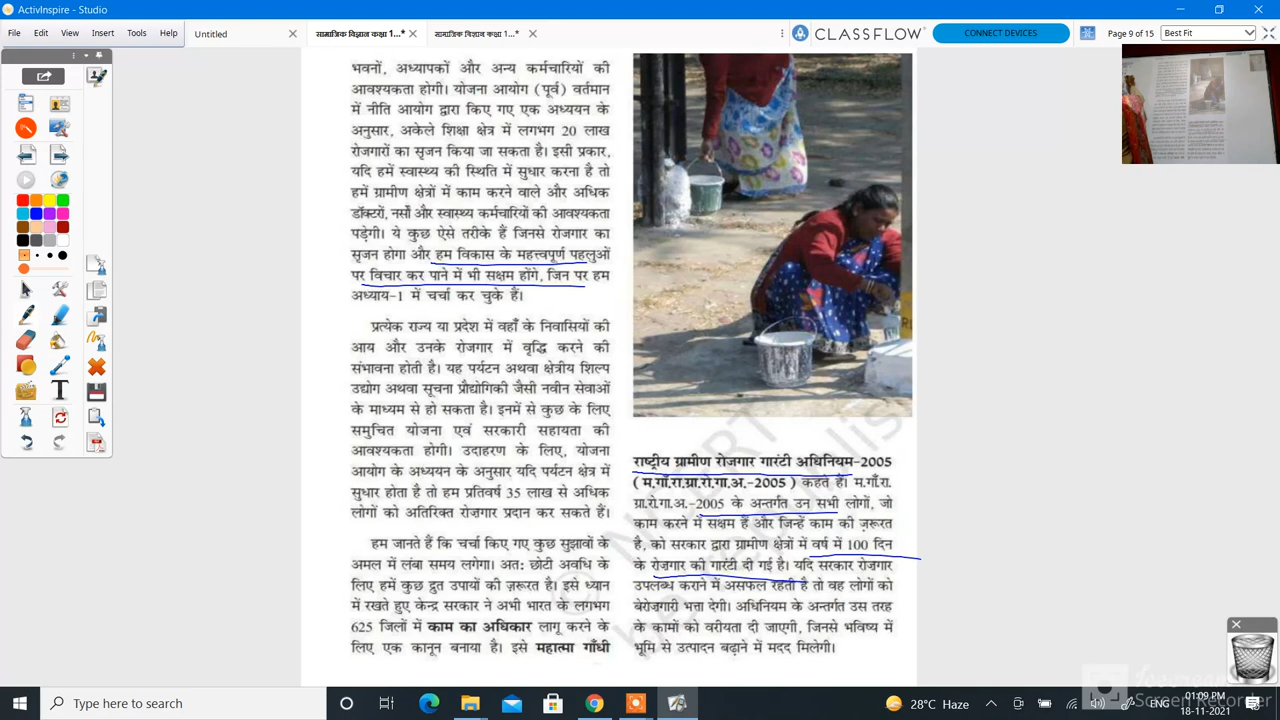 ActivInspire - Studio
File Edit View Insert Tools Help
Untitled
सामाजिक विज्ञान कक्षा 1...*
सामाजिक विज्ञान कक्षा 1...*
CLASSFLOW
CONNECT DEVICES
Page 9 of 15
Best Fit
भवनों, अध्यापकों और अन्य कर्मचारियों की
आवश्यकता होगी। योजना आयोग (पूर्व) वर्तमान
में नीति आयोग द्वारा किए गए एक अध्ययन के
अनुसार, अकेले शिक्षा क्षेत्र में लगभग 20 लाख
रोजगारों का सृजन किया जा सकता है। इसी प्रकार,
यदि हमें स्वास्थ्य की स्थिति में सुधार करना है तो
हमें ग्रामीण क्षेत्रों में काम करने वाले और अधिक
डॉक्टरों, नर्सों और स्वास्थ्य कर्मचारियों की आवश्यकता
पड़ेगी। ये कुछ ऐसे तरीके हैं जिनसे रोजगार का
सृजन होगा और हम विकास के महत्त्वपूर्ण पहलुओं
पर विचार कर पाने में भी सक्षम होंगे, जिन पर हम
अध्याय-1 में चर्चा कर चुके हैं।
प्रत्येक राज्य या प्रदेश में वहाँ के निवासियों की
आय और उनके रोजगार में वृद्धि करने की
संभावना होती है। यह पर्यटन अथवा क्षेत्रीय शिल्प
उद्योग अथवा सूचना प्रौद्योगिकी जैसी नवीन सेवाओं
के माध्यम से हो सकता है। इनमें से कुछ के लिए
समुचित योजना एवं सरकारी सहायता की
आवश्यकता होगी। उदाहरण के लिए, योजना
आयोग के अध्ययन के अनुसार यदि पर्यटन क्षेत्र में
सुधार होता है तो हम प्रतिवर्ष 35 लाख से अधिक
लोगों को अतिरिक्त रोज़गार प्रदान कर सकते हैं।
हम जानते हैं कि चर्चा किए गए कुछ सुझावों के
अमल में लंबा समय लगेगा। अत: छोटी अवधि के
लिए हमें कुछ द्रुत उपायों की ज़रूरत है। इसे ध्यान
में रखते हुए केन्द्र सरकार ने अभी भारत के लगभग
625 जिलों में काम का अधिकार लागू करने के
लिए एक कानून बनाया है। इसे महात्मा गाँधी
राष्ट्रीय ग्रामीण रोजगार गारंटी अधिनियम-2005
(म.गाँ.रा.ग्रा.रो.गा.अ.-2005) कहते हैं। म.गाँ.रा.
ग्रा.रो.गा.अ.-2005 के अन्तर्गत उन सभी लोगों, जो
काम करने में सक्षम हैं और जिन्हें काम की ज़रूरत
है, को सरकार द्वारा ग्रामीण क्षेत्रों में वर्ष में 100 दिन
के रोज़गार की गारंटी दी गई है। यदि सरकार रोज़गार
उपलब्ध कराने में असफल रहती है तो वह लोगों को
बेरोज़गारी भत्ता देगी। अधिनियम के अन्तर्गत उस तरह
के कामों को वरीयता दी जाएगी, जिनसे भविष्य में
भूमि से उत्पादन बढ़ाने में मदद मिलेगी।
© NCERT
Icecream
Screen Recorder
Type here to search
28°C Haze
ENG
01:09 PM
18-11-2021